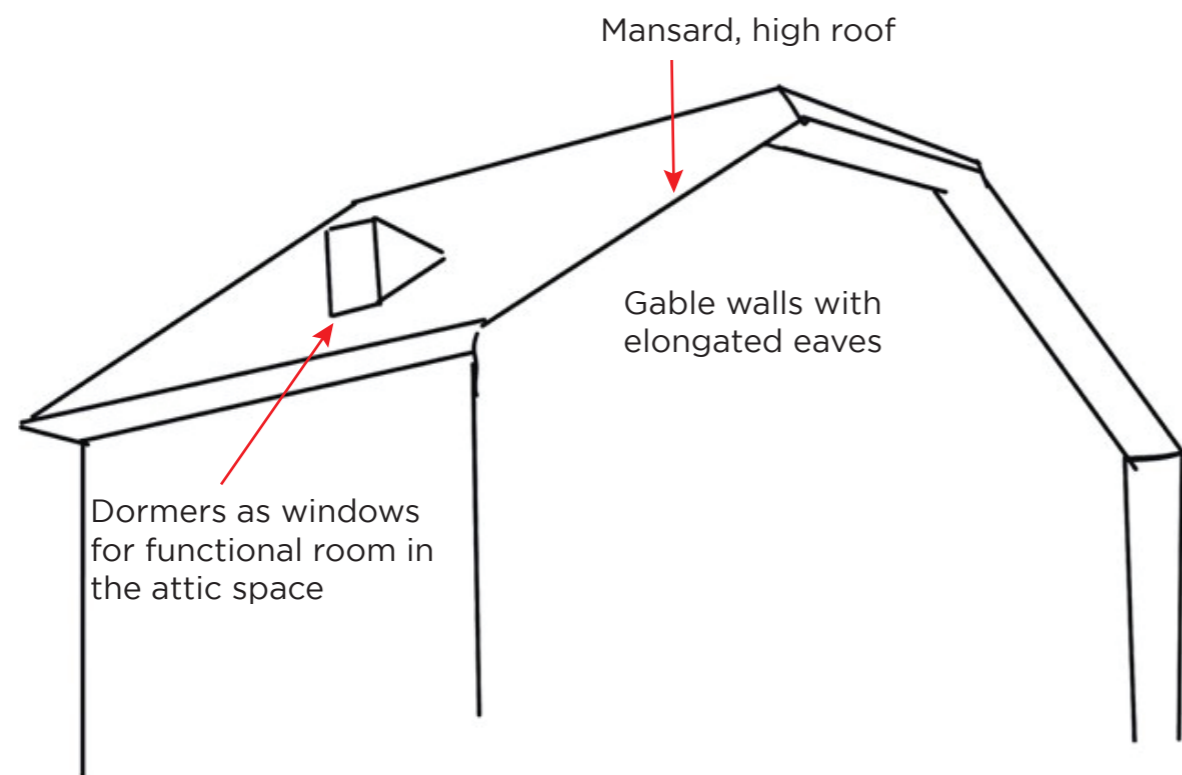 Mansard, high roof
Gable walls with
elongated eaves
Dormers as windows
for functional room in
the attic space